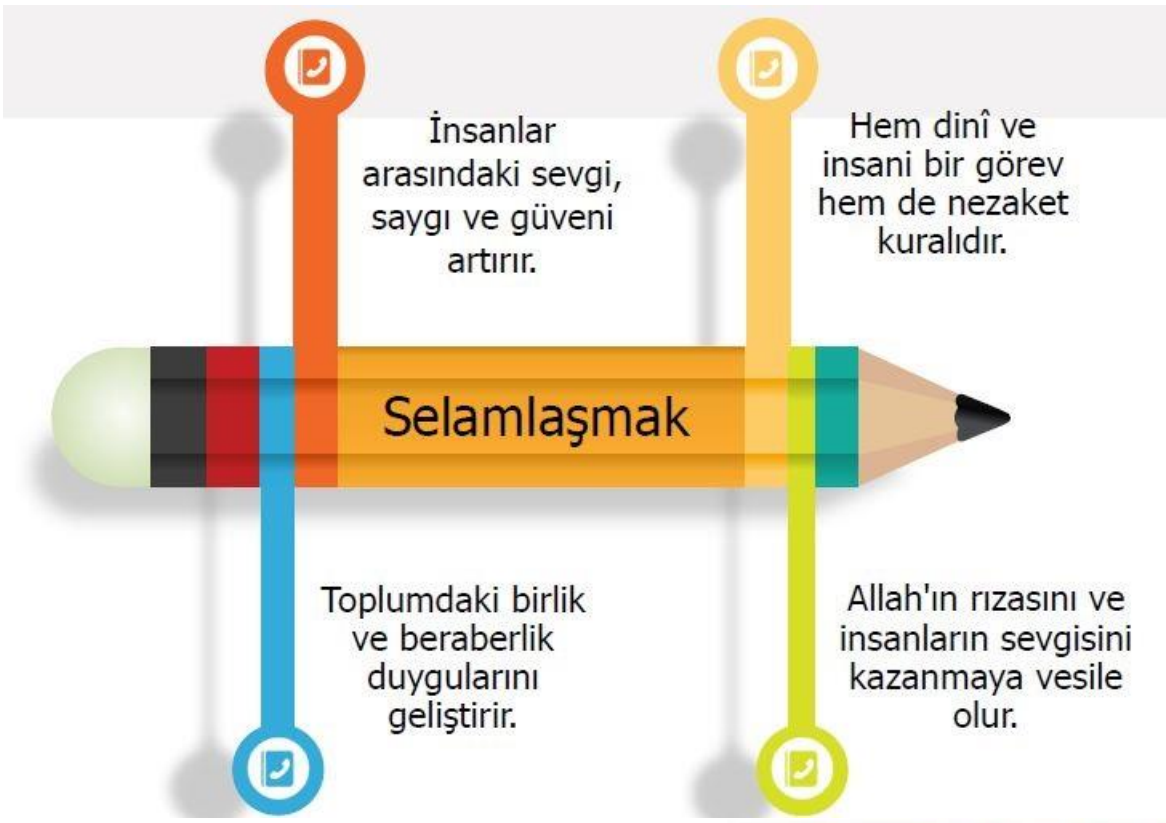 İnsanlar
arasındaki sevgi,
saygı ve güveni
artırır.
Hem dinî ve
insani bir görev
hem de nezaket
kuralıdır.
Selamlaşmak
Toplumdaki birlik
ve beraberlik
duygularını
geliştirir.
Allah'ın rızasını ve
insanların sevgisini
kazanmaya vesile
olur.